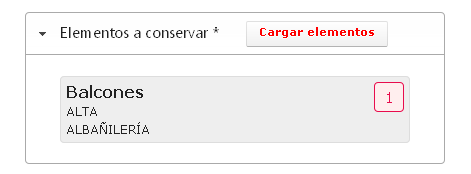 Elementos a conservar *
Cargar elementos
Balcones
1
ALTA
ALBAÑILERÍA